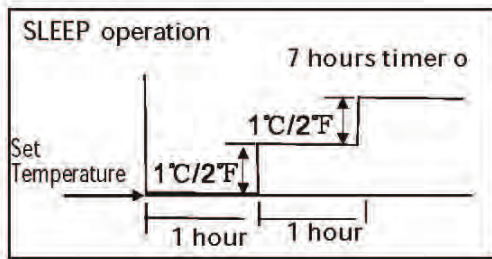 SLEEP operation
7 hours timer o
1°C/2°F
Set
Temperature
1°C/2°F
1 hour
1 hour